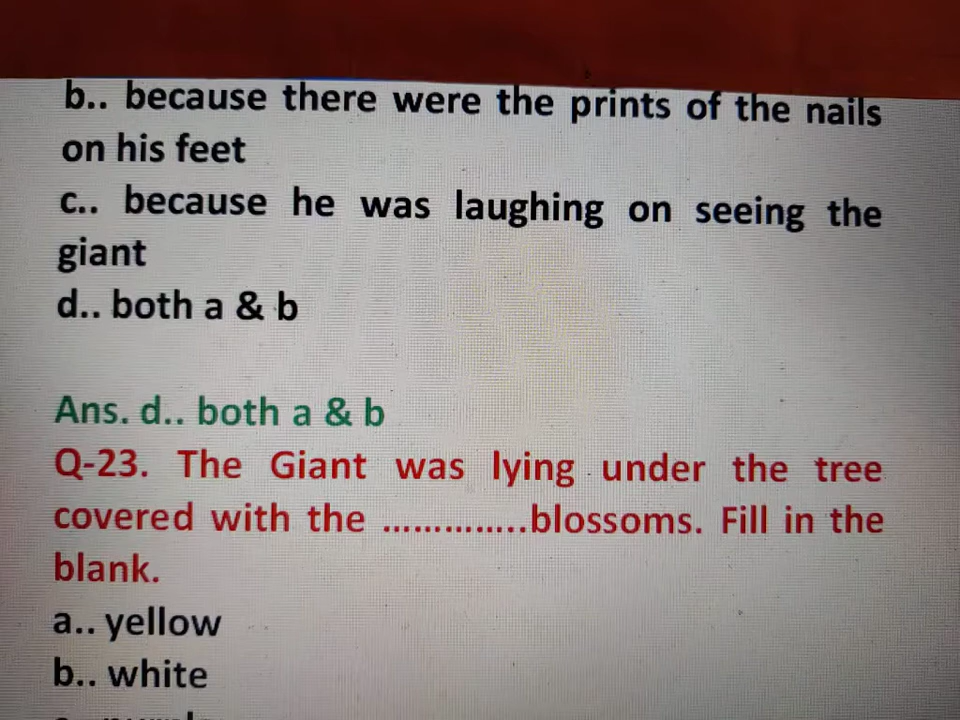 b.. because there were the prints of the nails
on his feet
c.. because he was laughing on seeing the
giant
d.. both a & b
Ans. d.. both a & b
Q-23. The Giant was lying under the tree
covered with the ..............blossoms. Fill in the
blank.
a.. yellow
b.. white